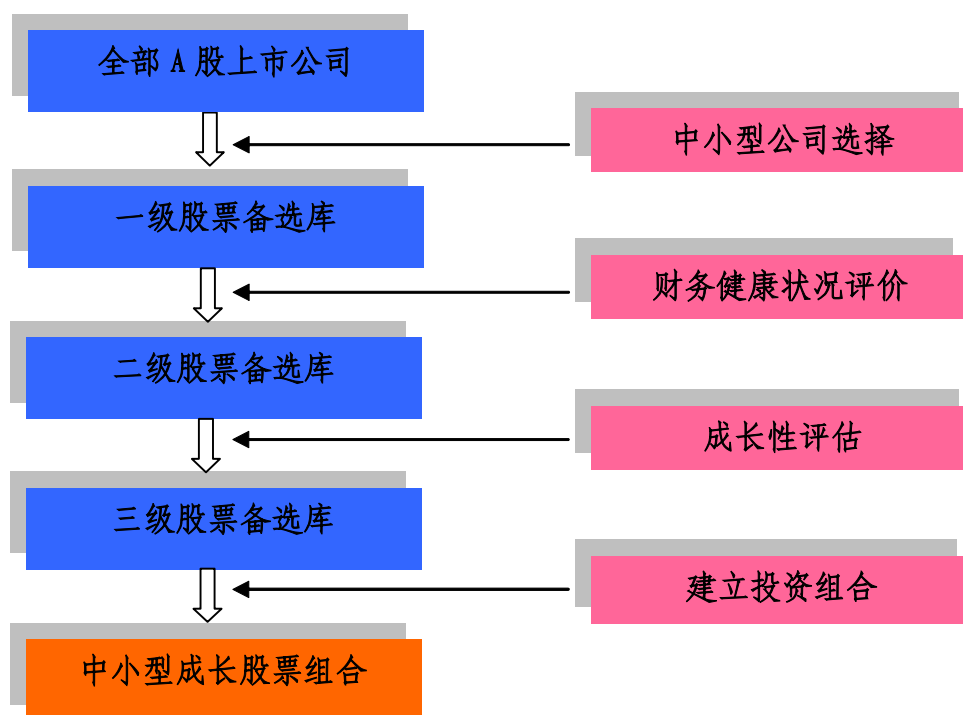 全部 A 股上市公司
中小型公司选择
一级股票备选库
财务健康状况评价
二级股票备选库
成长性评估
三级股票备选库
建立投资组合
中小型成长股票组合